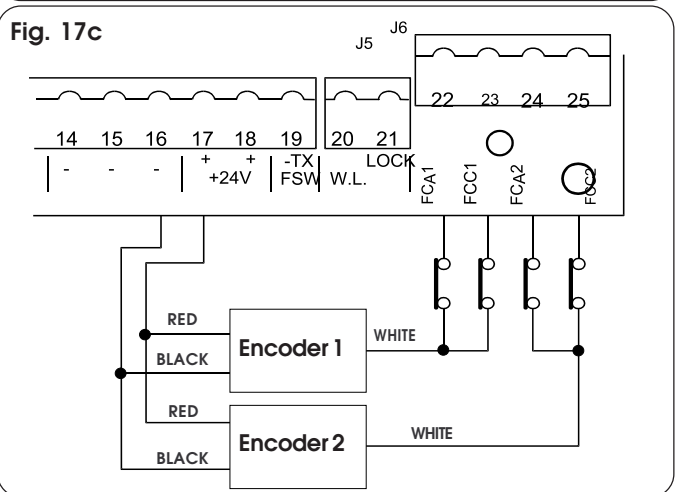 Fig. 17c
J5
J6
22 23 24 25
14 15 16 17 18 19 20 21
- - - + + -TX LOCK
+24V FSW W.L.
FCA1
FCC1
FCA2
FCC2
RED
BLACK
Encoder 1
WHITE
RED
BLACK
Encoder 2
WHITE